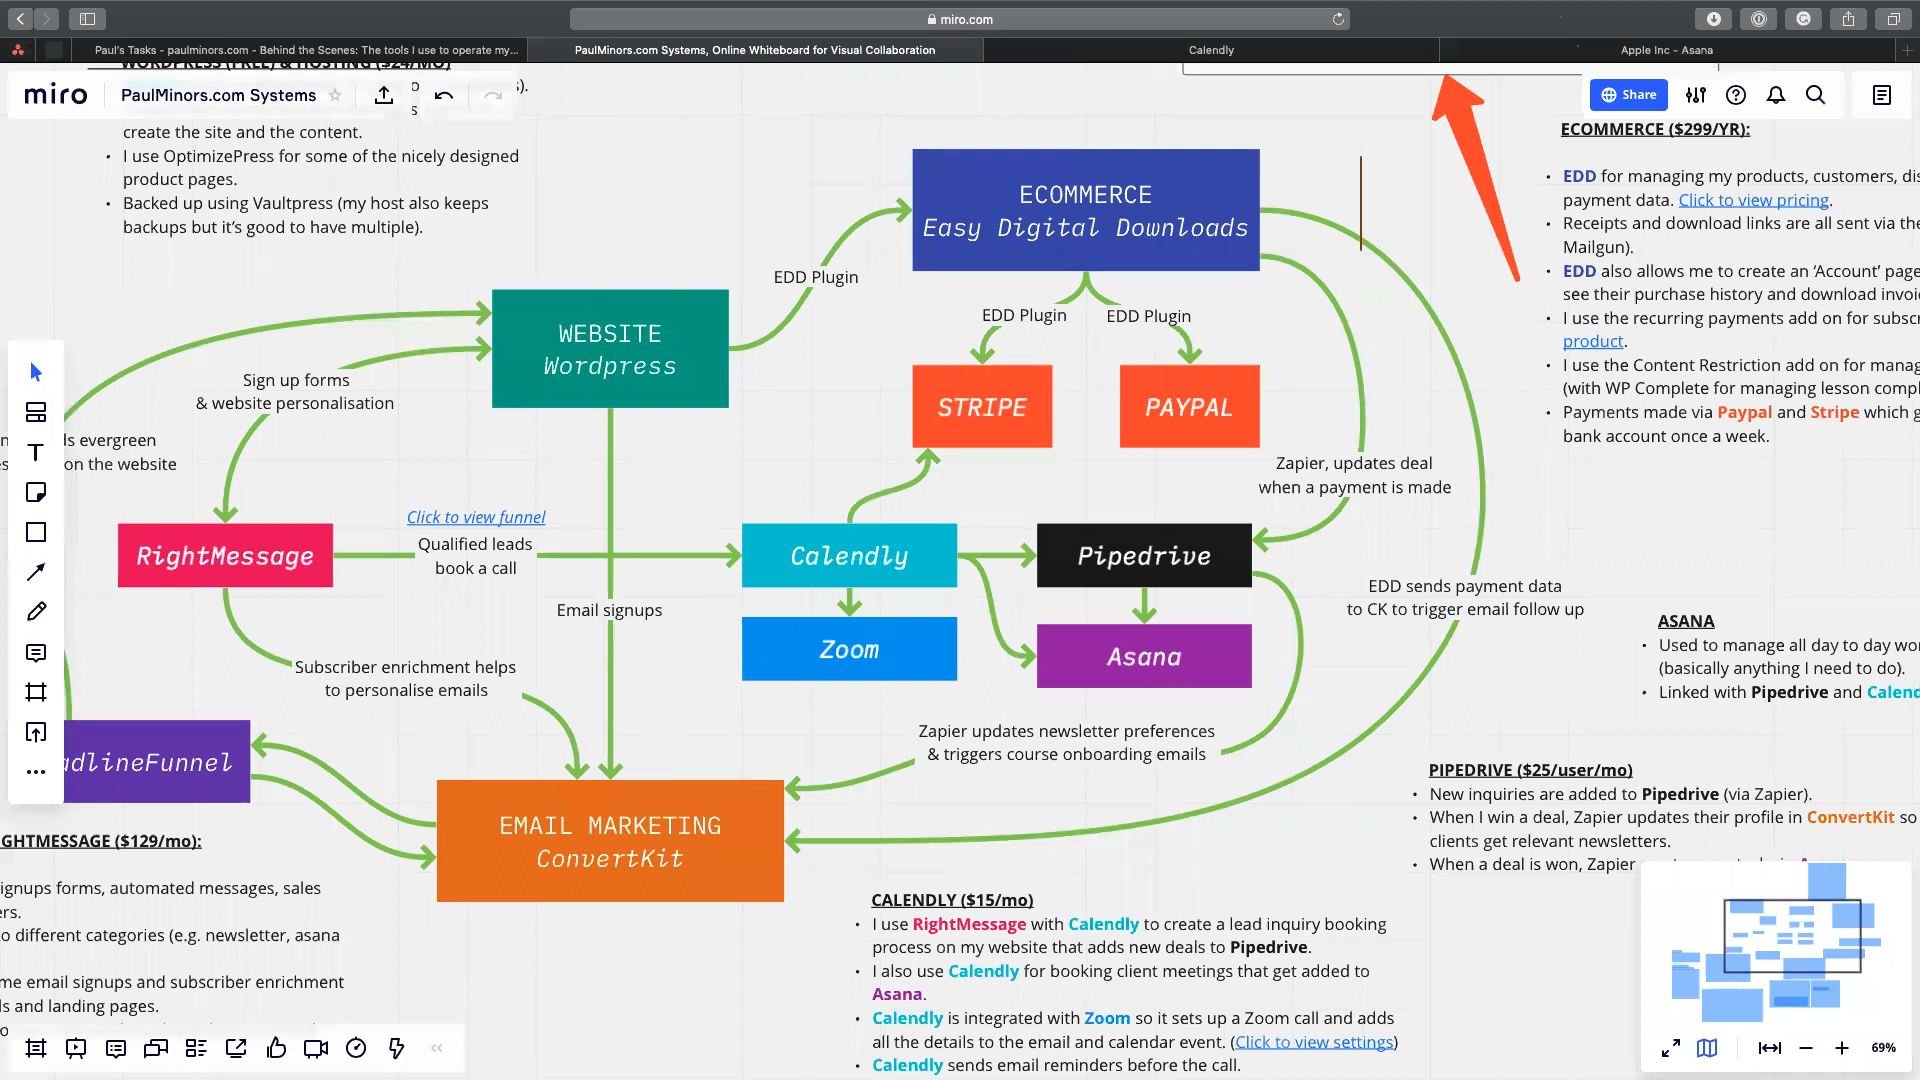 miro.com
Paul's Tasks - paulminors.com - Behind the Scenes: The tools I use to operate my...
PaulMinors.com Systems, Online Whiteboard for Visual Collaboration
Calendly
Apple Inc - Asana
WORDPRESS (FREE) & HOSTING ($24/MO)
miro
PaulMinors.com Systems
Share
create the site and the content.
• I use OptimizePress for some of the nicely designed
product pages.
• Backed up using Vaultpress (my host also keeps
backups but it's good to have multiple).
ECOMMERCE ($299/YR):
• EDD for managing my products, customers, dis
payment data. Click to view pricing.
• Receipts and download links are all sent via the
Mailgun).
• EDD also allows me to create an 'Account' page
see their purchase history and download invoi
• I use the recurring payments add on for subscr
product.
• I use the Content Restriction add on for manag
(with WP Complete for managing lesson compl
• Payments made via Paypal and Stripe which g
bank account once a week.
ECOMMERCE
Easy Digital Downloads
EDD Plugin
EDD Plugin
EDD Plugin
WEBSITE
Wordpress
STRIPE
PAYPAL
Sign up forms
& website personalisation
ds evergreen
on the website
Zapier, updates deal
when a payment is made
Click to view funnel
Qualified leads
book a call
RightMessage
Calendly
Pipedrive
Zoom
Asana
Email signups
EDD sends payment data
to CK to trigger email follow up
Subscriber enrichment helps
to personalise emails
ASANA
• Used to manage all day to day wor
(basically anything I need to do).
• Linked with Pipedrive and Calend
Zapier updates newsletter preferences
& triggers course onboarding emails
adlineFunnel
EMAIL MARKETING
ConvertKit
PIPEDRIVE ($25/user/mo)
• New inquiries are added to Pipedrive (via Zapier).
• When I win a deal, Zapier updates their profile in ConvertKit so
clients get relevant newsletters.
• When a deal is won, Zapier
GHTMESSAGE ($129/mo):
ignups forms, automated messages, sales
ers.
o different categories (e.g. newsletter, asana
me email signups and subscriber enrichment
ls and landing pages.
CALENDLY ($15/mo)
• I use RightMessage with Calendly to create a lead inquiry booking
process on my website that adds new deals to Pipedrive.
• I also use Calendly for booking client meetings that get added to
Asana.
• Calendly is integrated with Zoom so it sets up a Zoom call and adds
all the details to the email and calendar event. (Click to view settings)
• Calendly sends email reminders before the call.
69%